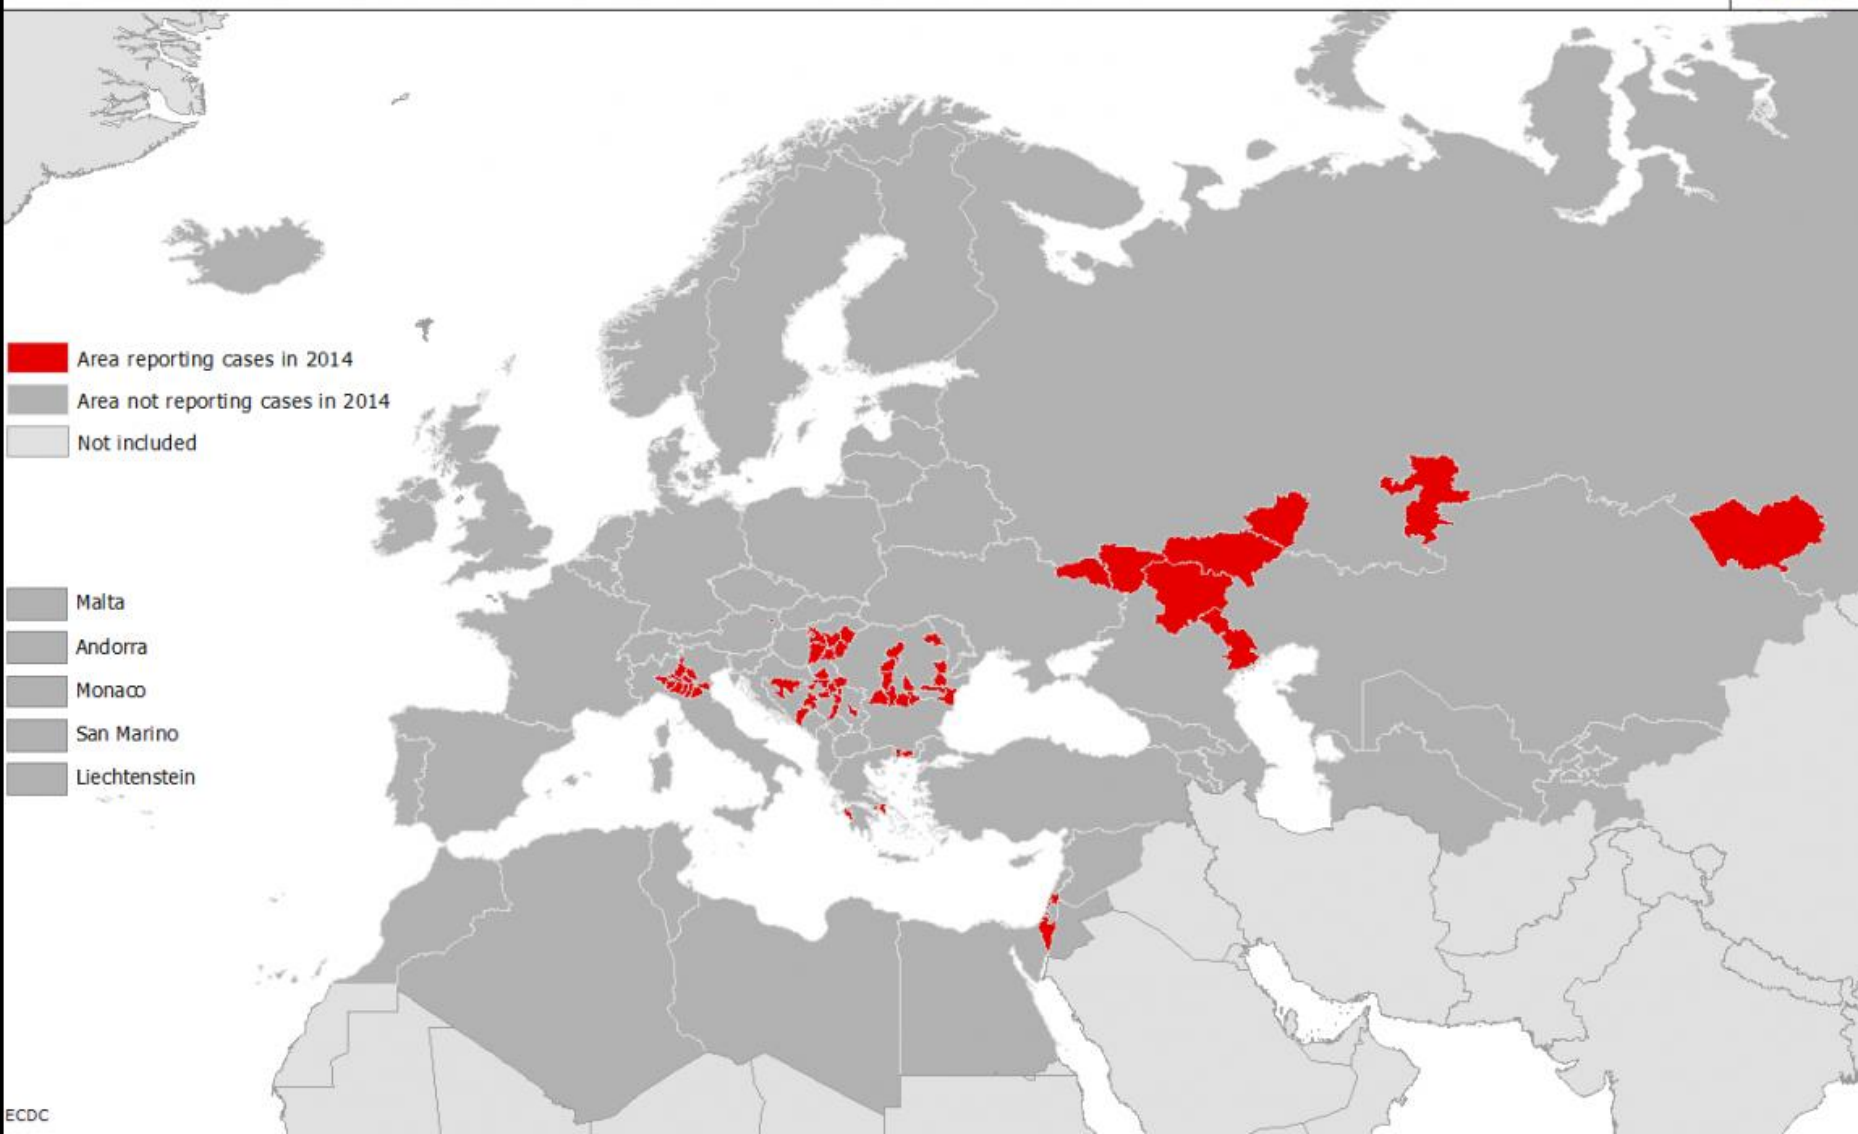 Area reporting cases in 2014
Area not reporting cases in 2014
Not included
Malta
Andorra
Monaco
San Marino
Liechtenstein
ECDC